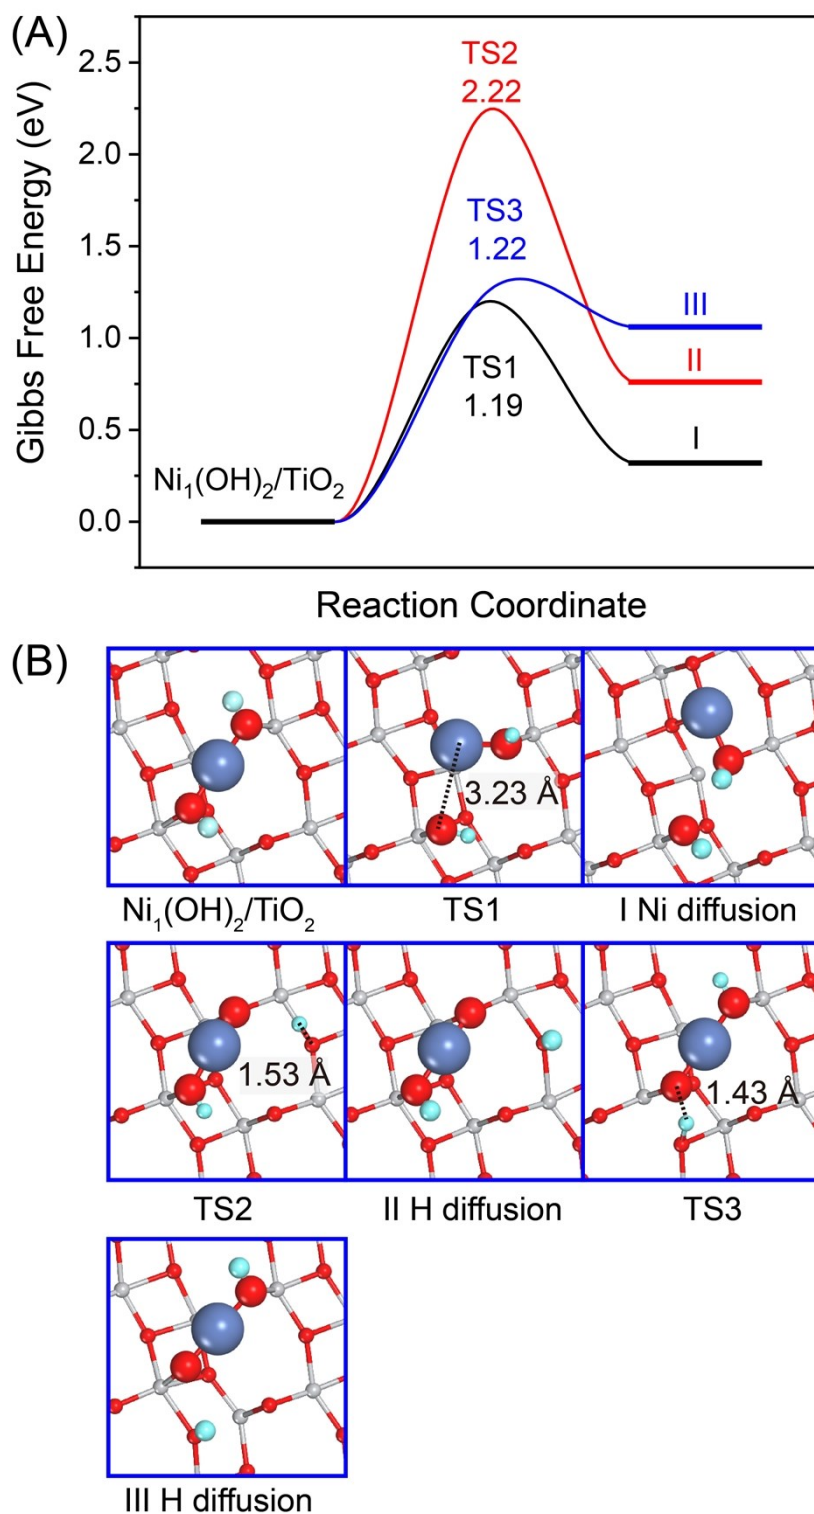 (A)
Gibbs Free Energy (eV)
2.5
2.0
1.5
1.0
0.5
0.0
TS2
2.22
TS3
1.22
TS1
1.19
III
II
I
Ni₁(OH)₂/TiO₂
Reaction Coordinate
(B)
3.23 Å
Ni₁(OH)₂/TiO₂
TS1
I Ni diffusion
1.53 Å
1.43 Å
TS2
II H diffusion
TS3
III H diffusion